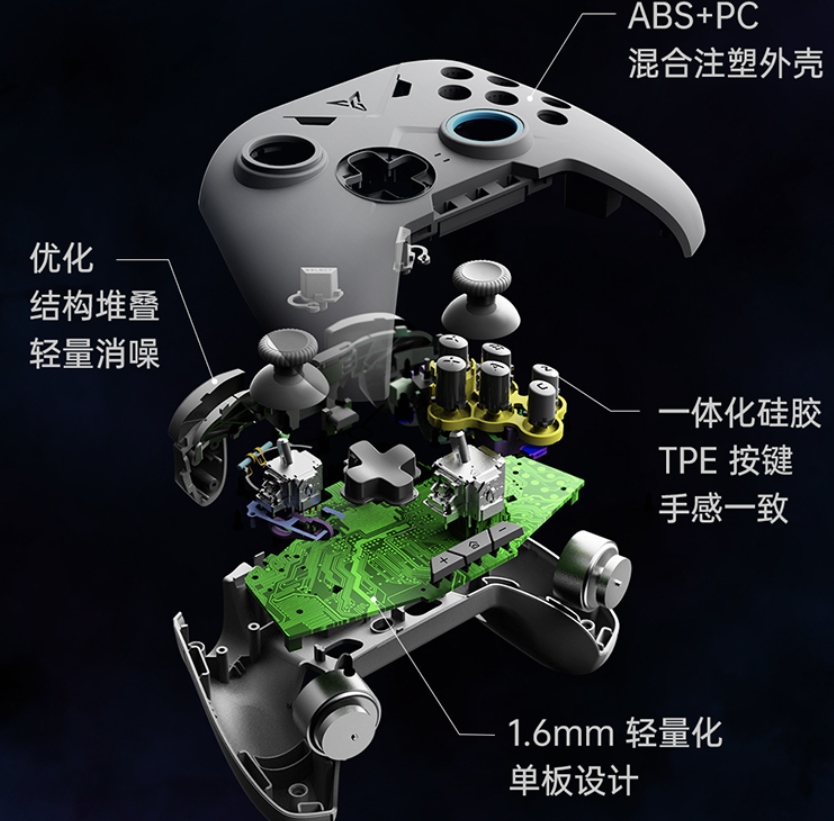 ABS+PC
混合注塑外壳
优化
结构堆叠
轻量消噪
一体化硅胶
TPE 按键
手感一致
1.6mm 轻量化
单板设计